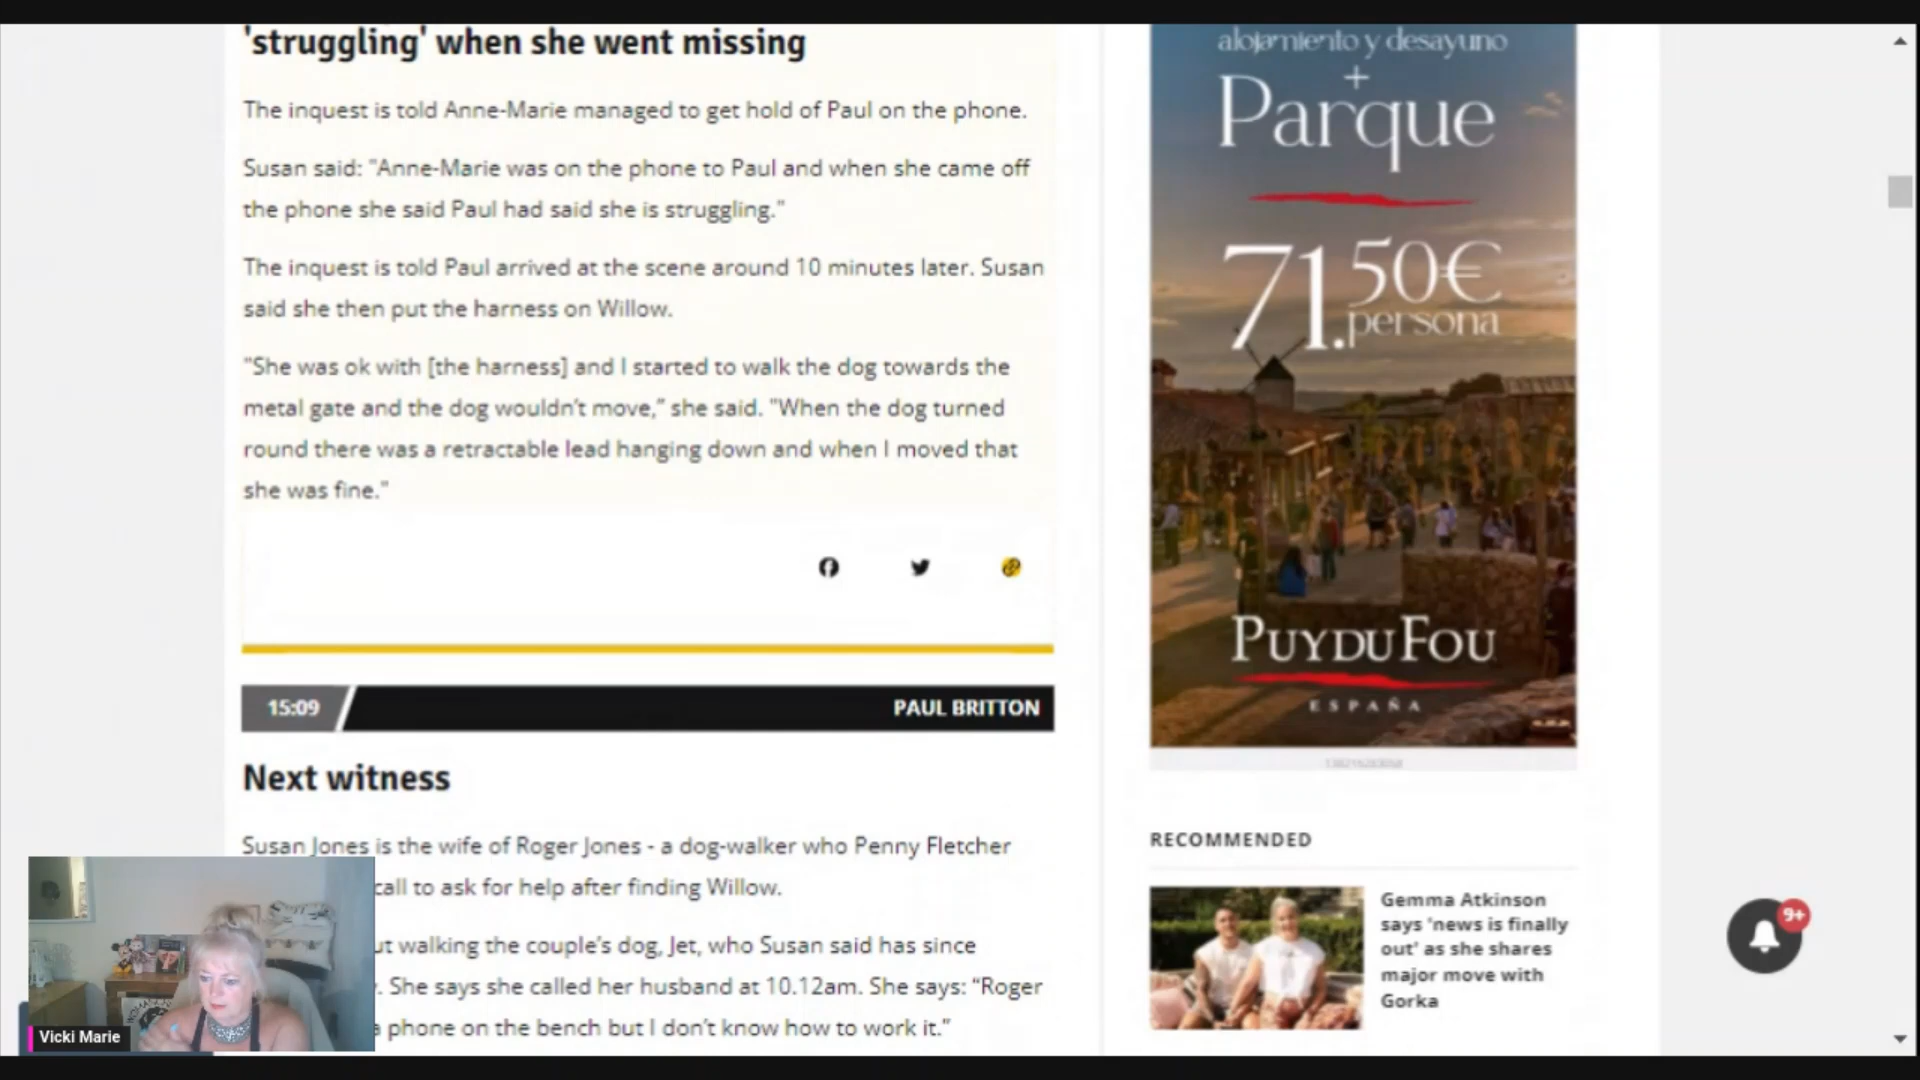 'struggling' when she went missing
The inquest is told Anne-Marie managed to get hold of Paul on the phone.
Susan said: "Anne-Marie was on the phone to Paul and when she came off
the phone she said Paul had said she is struggling."
The inquest is told Paul arrived at the scene around 10 minutes later. Susan
said she then put the harness on Willow.
"She was ok with [the harness] and I started to walk the dog towards the
metal gate and the dog wouldn't move," she said. "When the dog turned
round there was a retractable lead hanging down and when I moved that
she was fine."
15:09
PAUL BRITTON
Next witness
Susan Jones is the wife of Roger Jones - a dog-walker who Penny Fletcher
call to ask for help after finding Willow.
ut walking the couple's dog, Jet, who Susan said has since
. She says she called her husband at 10.12am. She says: "Roger
a phone on the bench but I don't know how to work it."
Vicki Marie
alojamiento y desayuno
+
Parque
71.50€
persona
PUY DU FOU
ESPAÑA
RECOMMENDED
Gemma Atkinson
says 'news is finally
out' as she shares
major move with
Gorka
9+